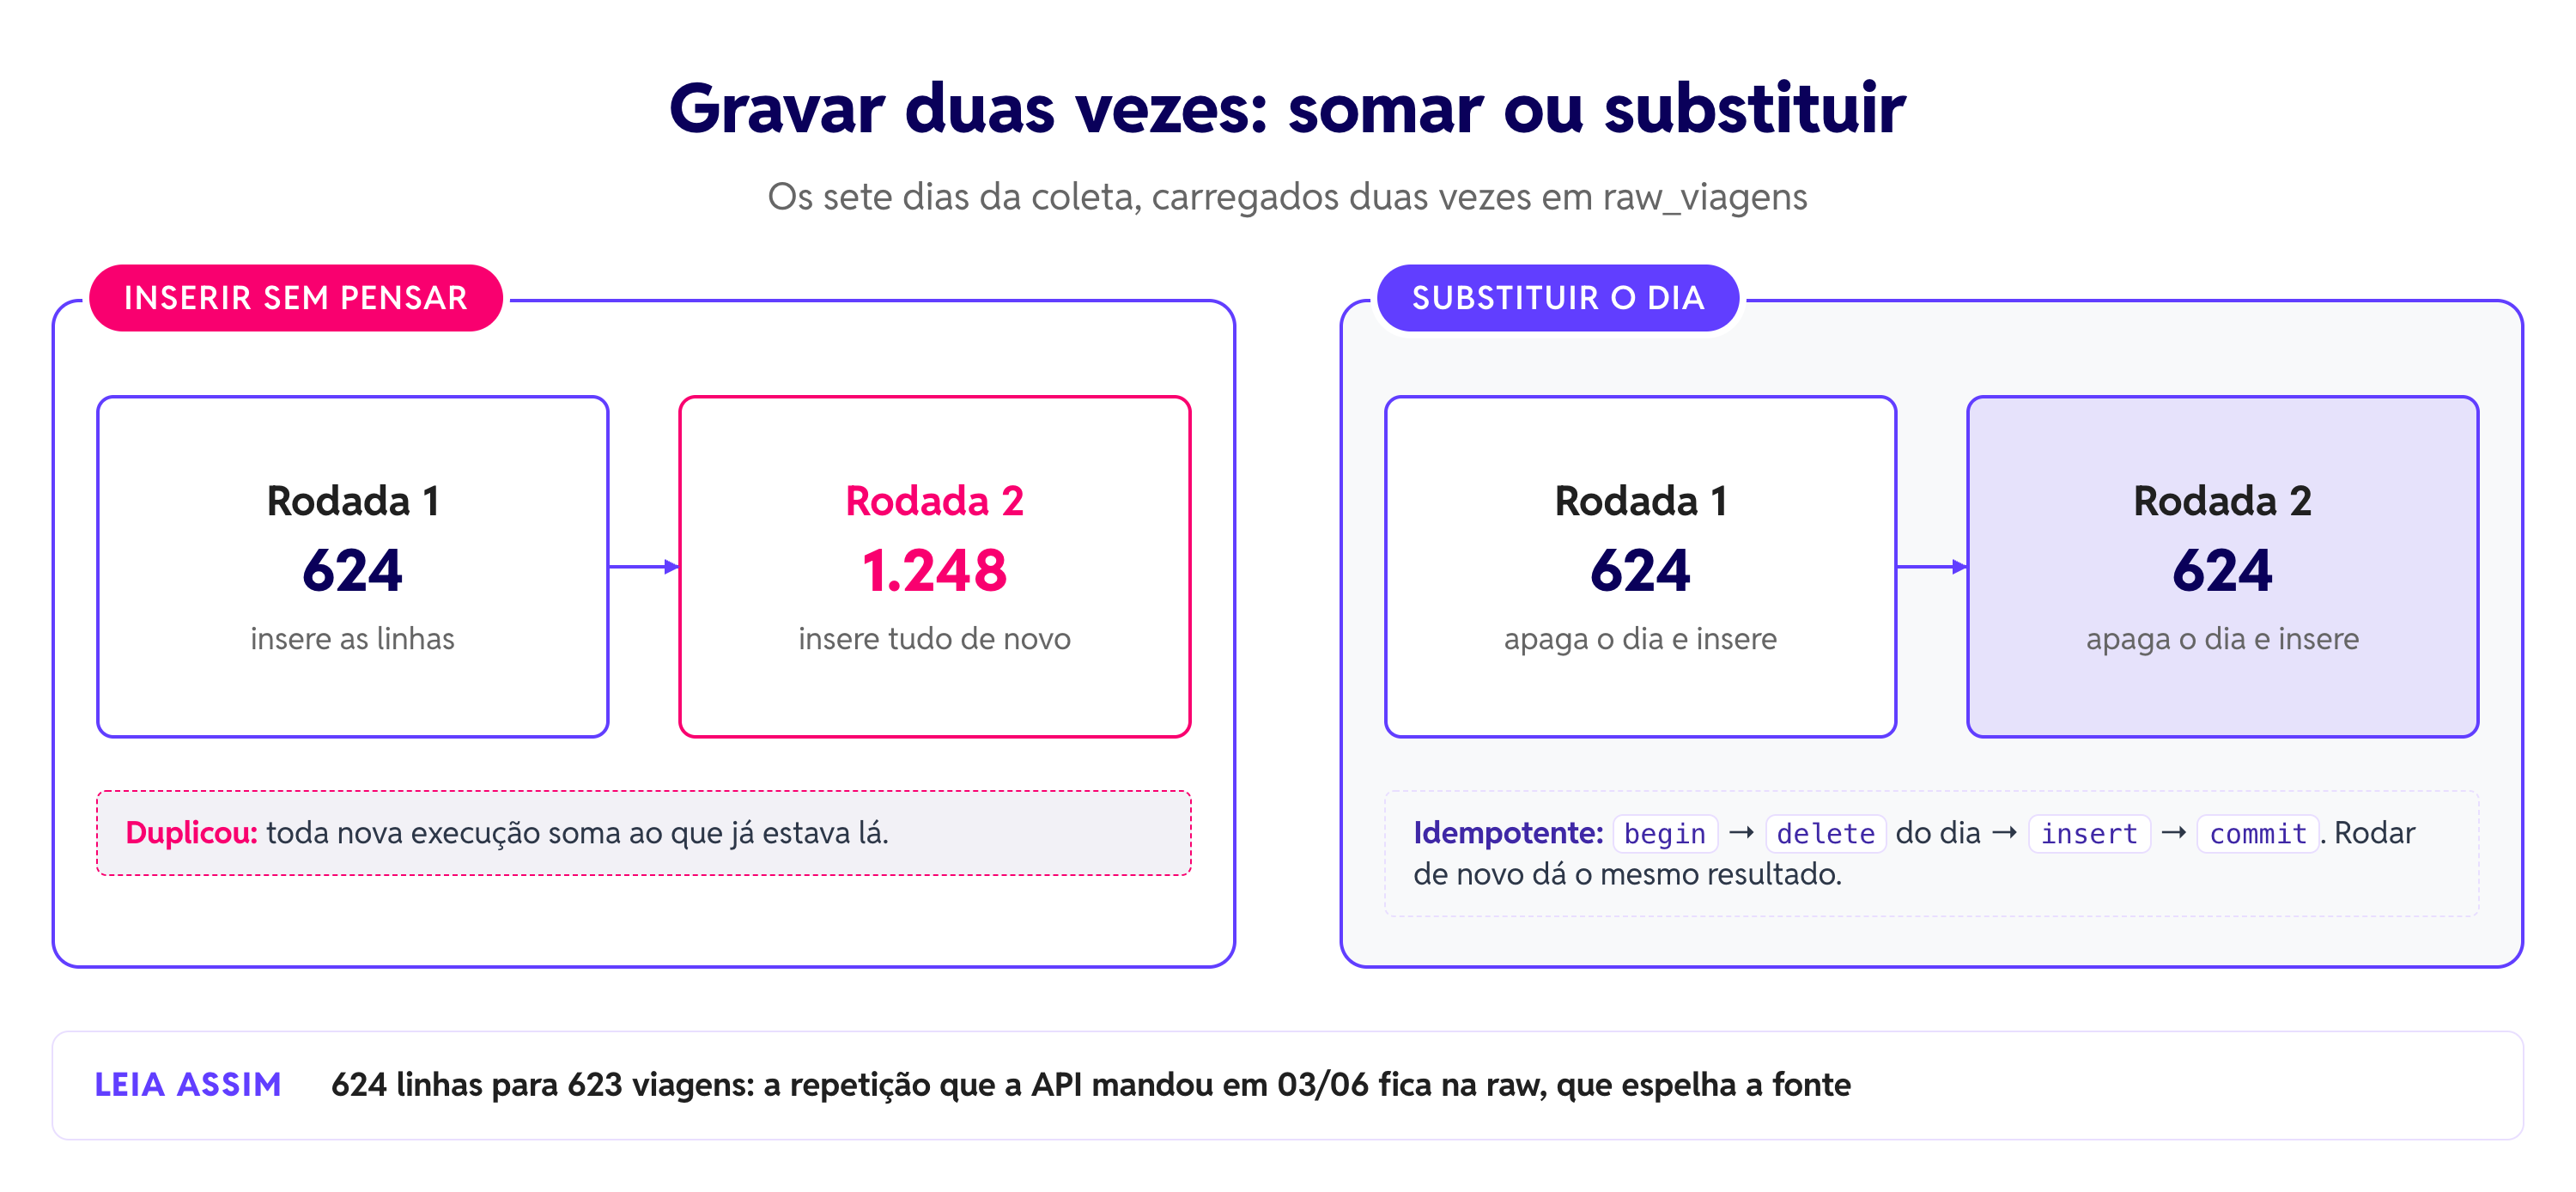 Gravar duas vezes: somar ou substituir
Os sete dias da coleta, carregados duas vezes em raw_viagens
INSERIR SEM PENSAR
Rodada 1
624
insere as linhas
Rodada 2
1.248
insere tudo de novo
Duplicou: toda nova execução soma ao que já estava lá.
SUBSTITUIR O DIA
Rodada 1
624
apaga o dia e insere
Rodada 2
624
apaga o dia e insere
Idempotente: begin → delete do dia → insert → commit. Rodar
de novo dá o mesmo resultado.
LEIA ASSIM 624 linhas para 623 viagens: a repetição que a API mandou em 03/06 fica na raw, que espelha a fonte